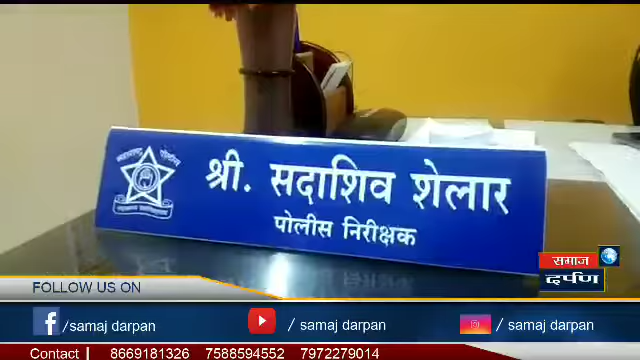 श्री. सदाशिव शेलार
पोलीस निरीक्षक
समाज
दर्पण
FOLLOW US ON
/samaj darpan / samaj darpan / samaj darpan
Contact 8669181326 7588594552 7972279014